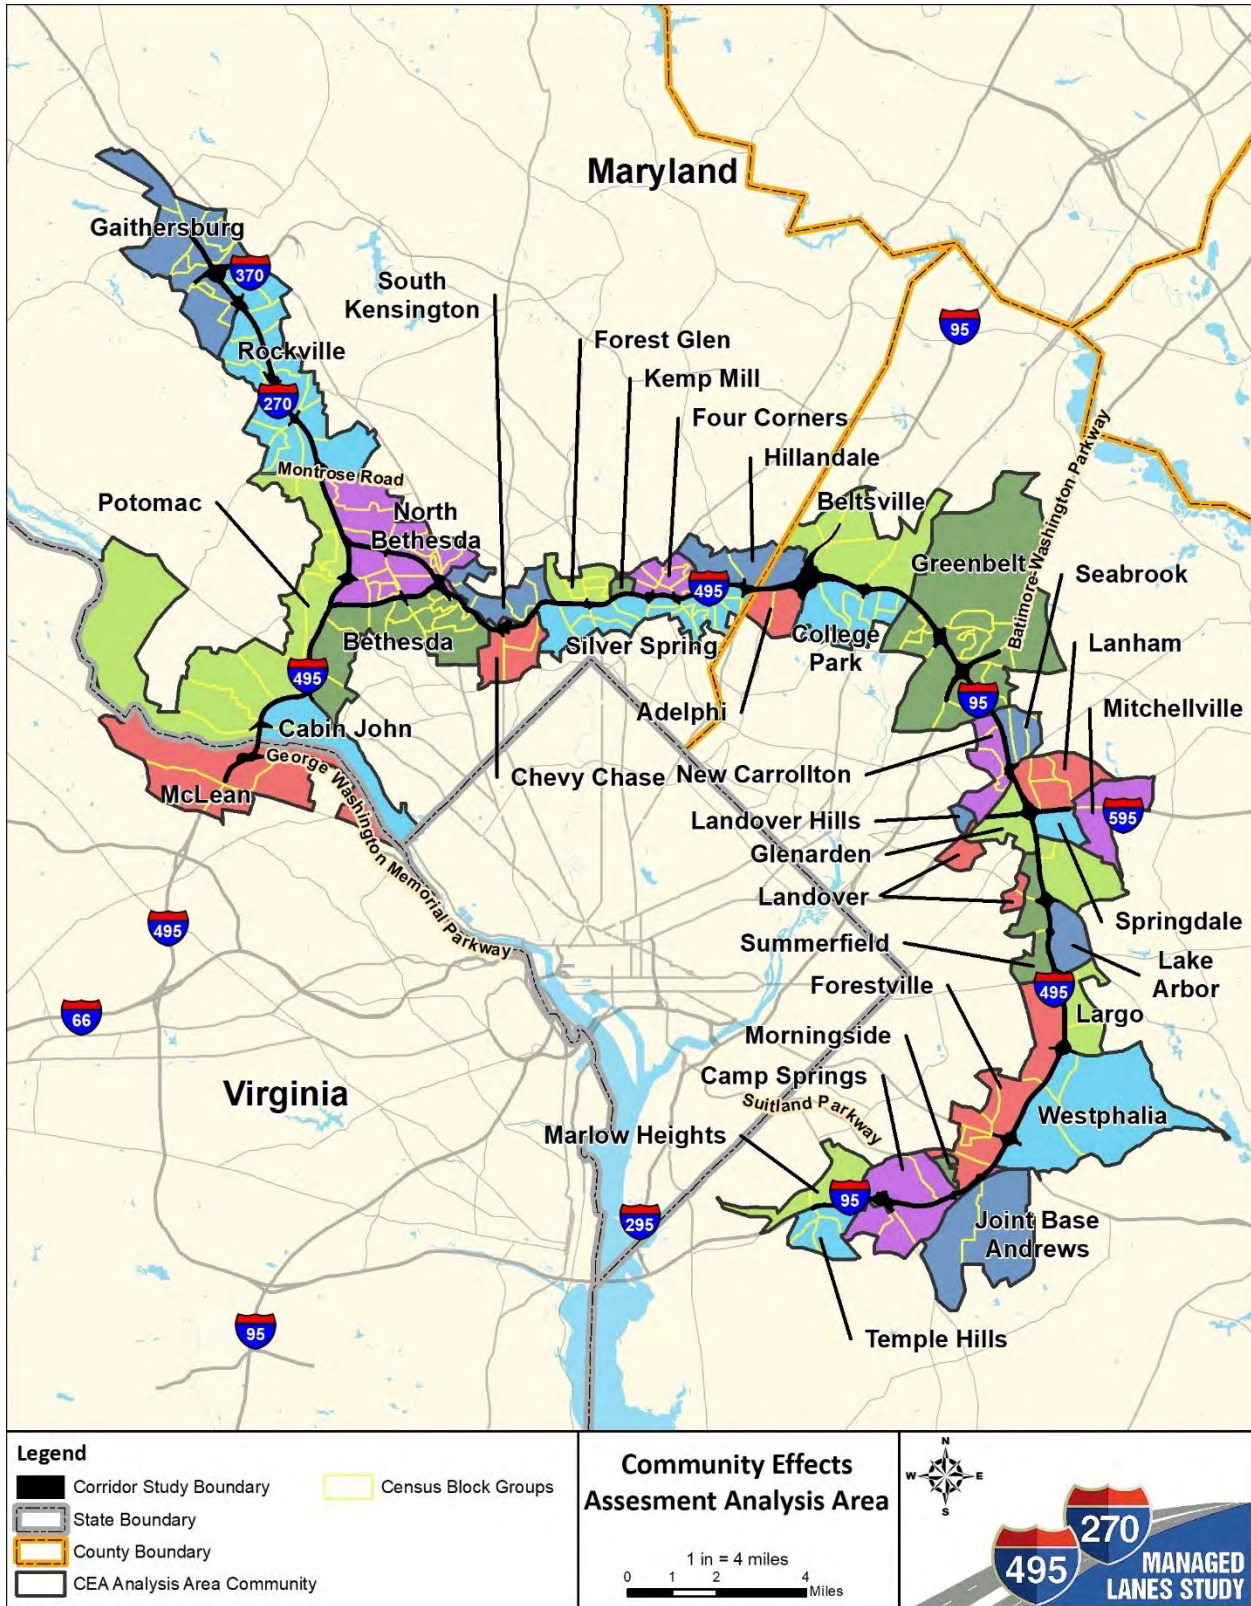 Maryland
Gaithersburg
370
South
Kensington
95
Forest Glen
Rockville
Kemp Mill
270
Four Corners
Hillandale
Montrose Road
Baltimore-Washington Parkway
Potomac
Beltsville
North
Bethesda
Greenbelt
Seabrook
495
Bethesda
Silver Spring
College
Park
Lanham
495
95
Adelphi
Mitchellville
Cabin John
George Washington Memorial Parkway
Chevy Chase
New Carrollton
McLean
Landover Hills
595
Glenarden
Landover
Springdale
495
Summerfield
Lake
Arbor
Forestville
495
66
Largo
Morningside
Camp Springs
Virginia
Suitland Parkway
Westphalia
Marlow Heights
95
295
Joint Base
Andrews
95
Temple Hills
Legend
Corridor Study Boundary
Census Block Groups
State Boundary
County Boundary
CEA Analysis Area Community
Community Effects
Assesment Analysis Area
1 in = 4 miles
0 1 2 4
Miles
N
W E
S
495
270
MANAGED
LANES STUDY